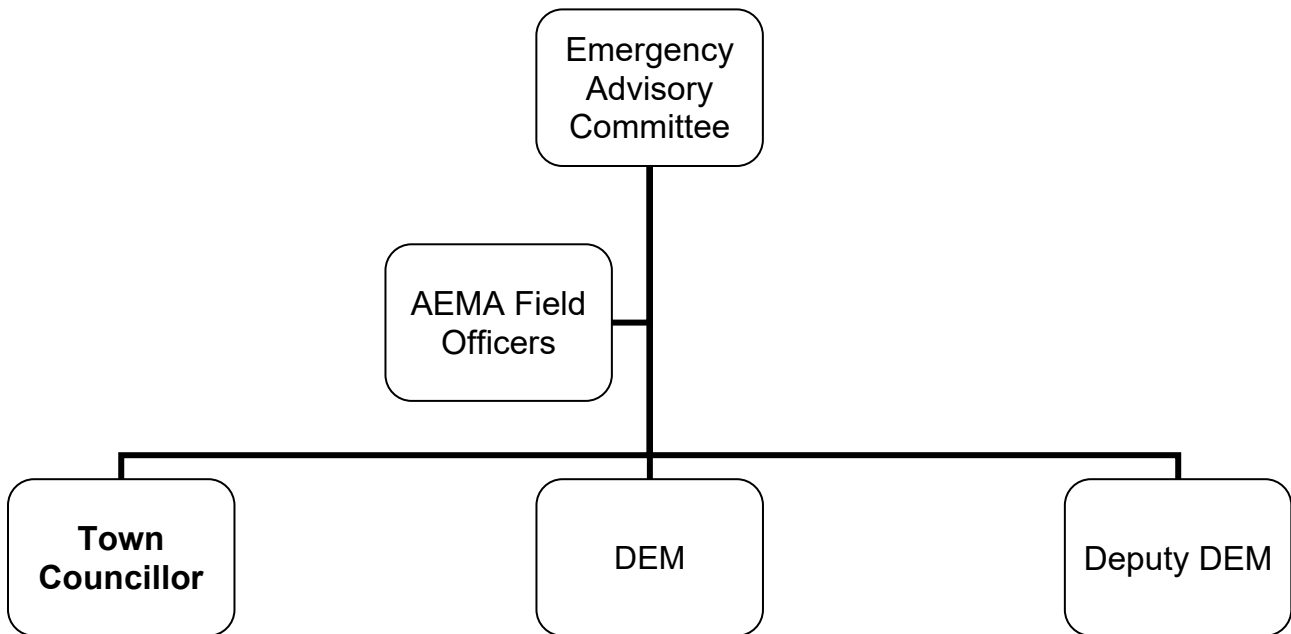 Emergency
Advisory
Committee
AEMA Field
Officers
Town
Councillor
DEM
Deputy DEM